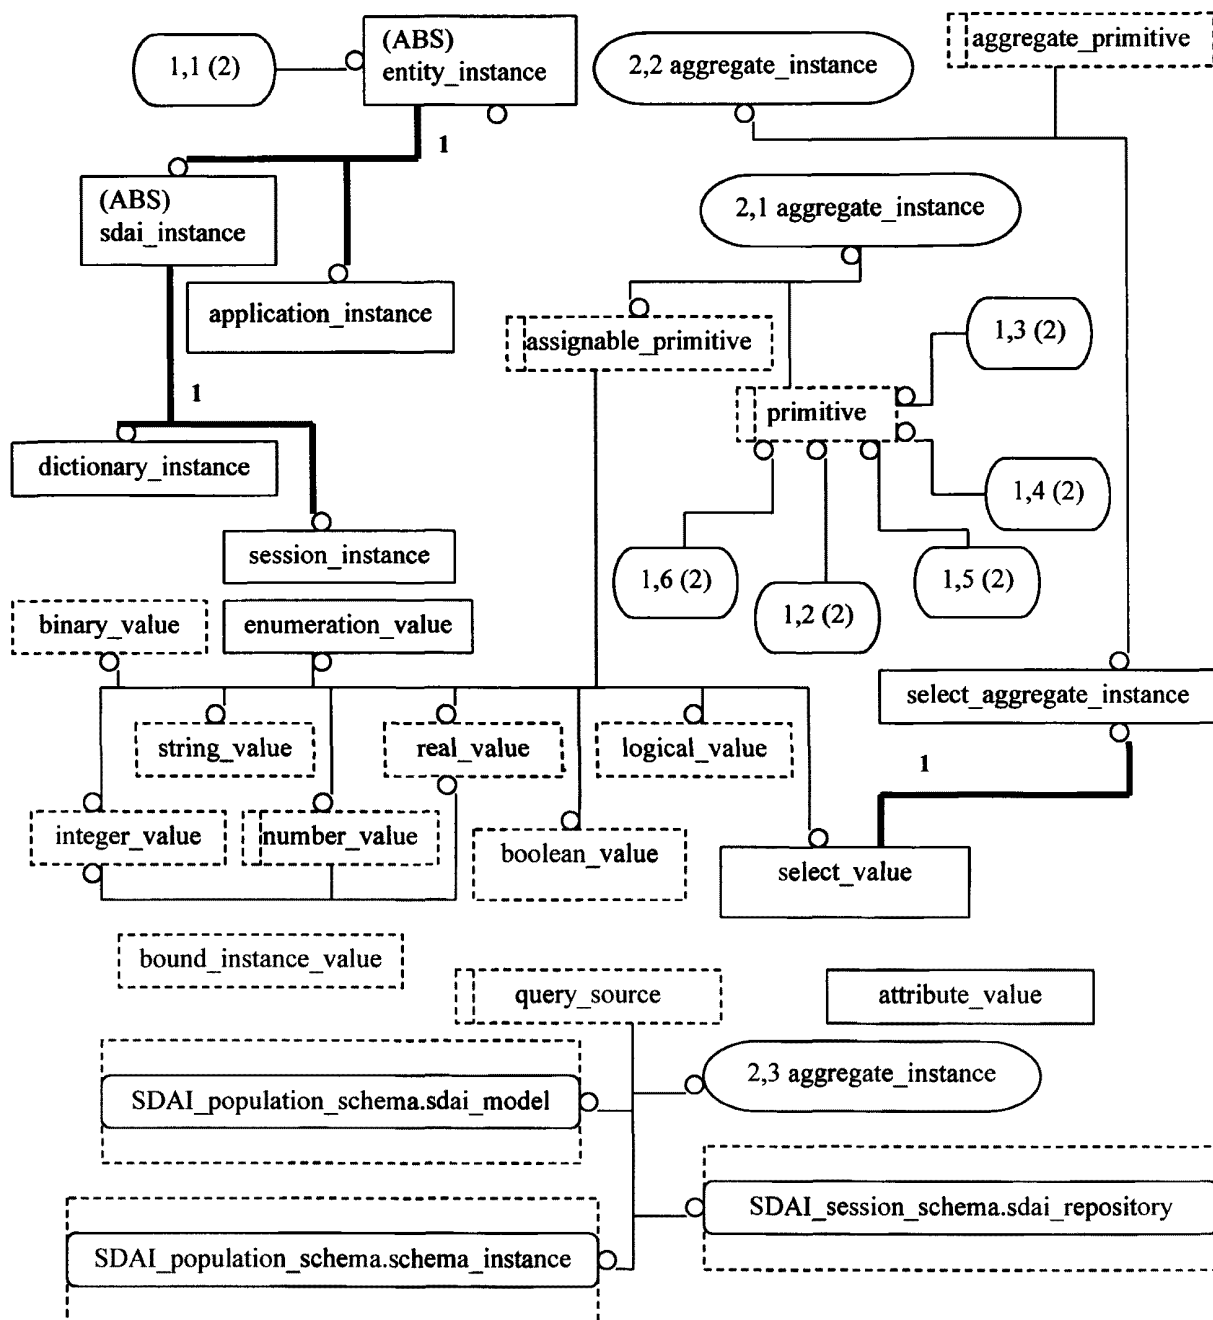 1,1 (2)
(ABS)
entity_instance
2,2 aggregate_instance
aggregate_primitive
1
(ABS)
sdai_instance
2,1 aggregate_instance
application_instance
assignable_primitive
1,3 (2)
1
primitive
dictionary_instance
1,4 (2)
session_instance
1,6 (2)
1,2 (2)
1,5 (2)
binary_value
enumeration_value
select_aggregate_instance
string_value
real_value
logical_value
1
integer_value
number_value
boolean_value
select_value
bound_instance_value
query_source
attribute_value
SDAI_population_schema.sdai_model
2,3 aggregate_instance
SDAI_session_schema.sdai_repository
SDAI_population_schema.schema_instance